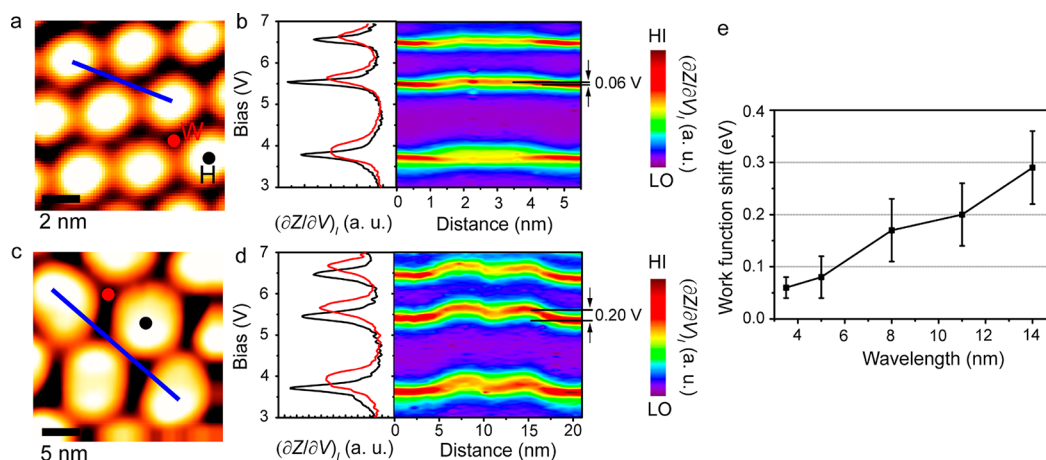 a
W
H
2 nm
b
Bias (V)
7
6
5
4
3
(∂Z/∂V)I (a. u.)
0 1 2 3 4 5
Distance (nm)
0.06 V
HI
(∂Z/∂V)I (a. u.)
LO
c
5 nm
d
Bias (V)
7
6
5
4
3
(∂Z/∂V)I (a. u.)
0 5 10 15 20
Distance (nm)
0.20 V
HI
(∂Z/∂V)I (a. u.)
LO
e
Work function shift (eV)
0.4
0.3
0.2
0.1
0.0
4 6 8 10 12 14
Wavelength (nm)